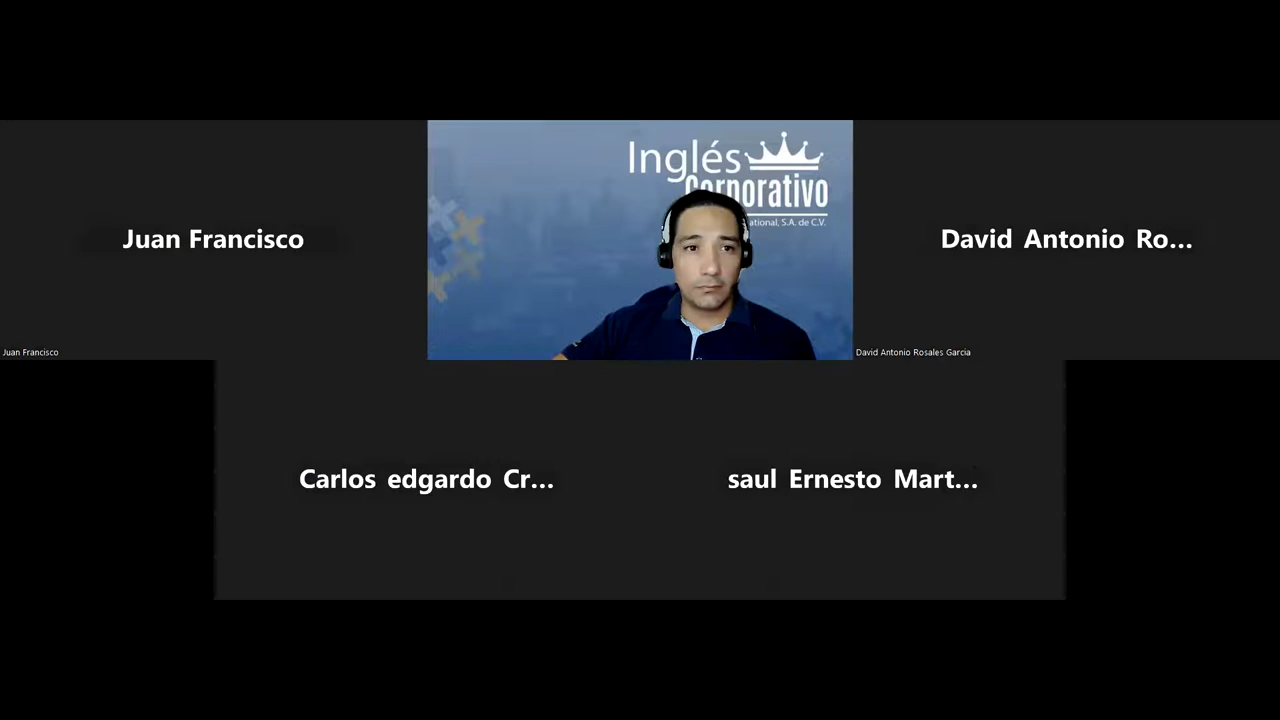 Inglés
Corporativo
ational, S.A. de C.V.
Juan Francisco
David Antonio Ro...
Juan Francisco
David Antonio Rosales Garcia
Carlos edgardo Cr...
saul Ernesto Mart...